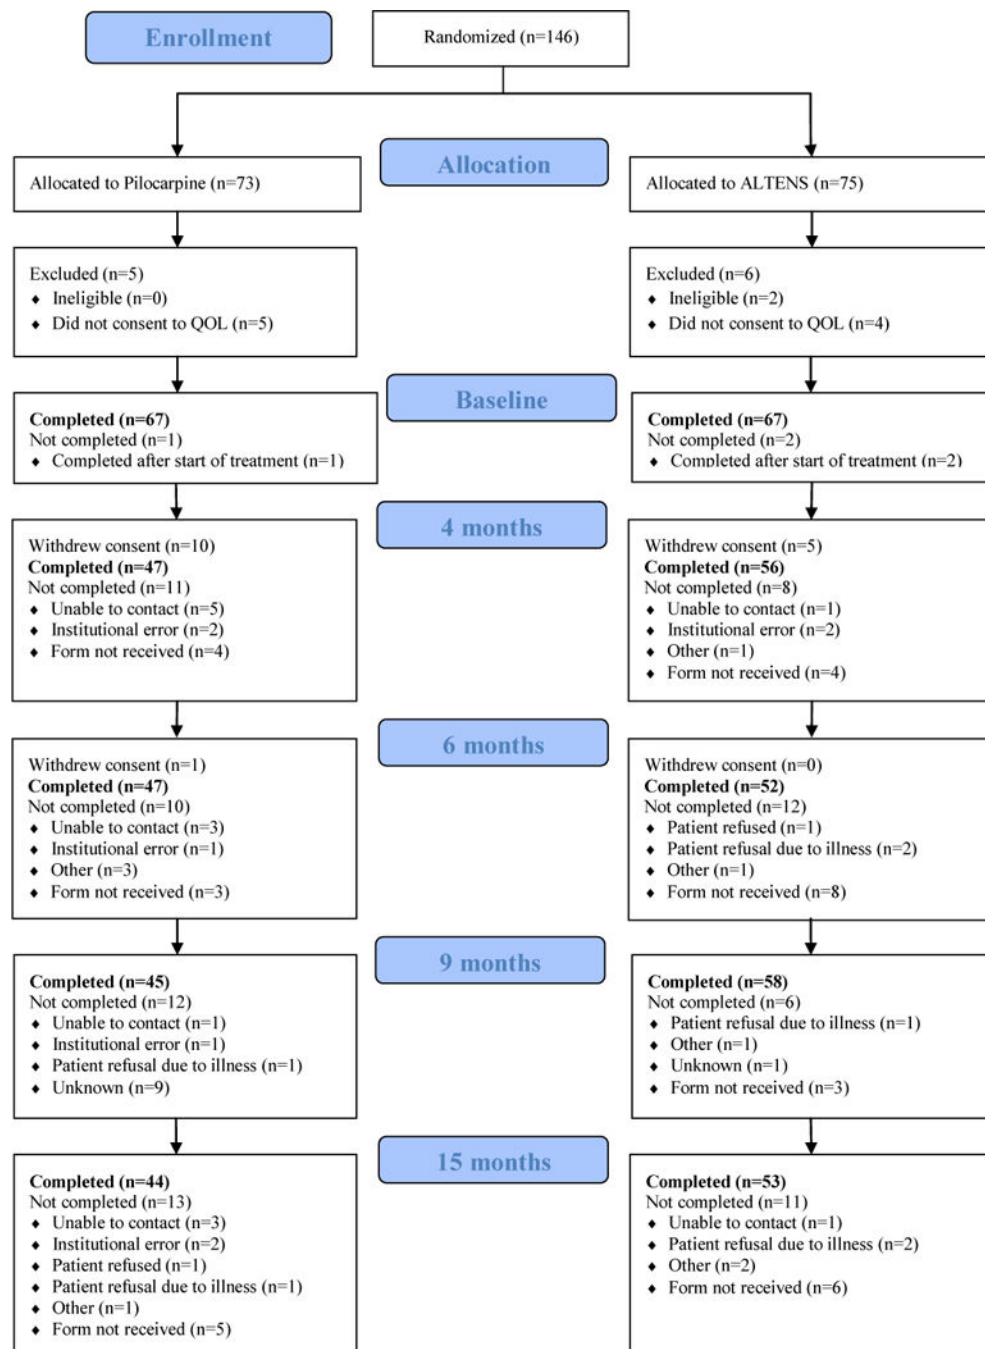 Enrollment
Randomized (n=146)
Allocation
Allocated to Pilocarpine (n=73)
Allocated to ALTENS (n=75)
Excluded (n=5)
♦ Ineligible (n=0)
♦ Did not consent to QOL (n=5)
Excluded (n=6)
♦ Ineligible (n=2)
♦ Did not consent to QOL (n=4)
Baseline
Completed (n=67)
Not completed (n=1)
♦ Completed after start of treatment (n=1)
Completed (n=67)
Not completed (n=2)
♦ Completed after start of treatment (n=2)
4 months
Withdrew consent (n=10)
Completed (n=47)
Not completed (n=11)
♦ Unable to contact (n=5)
♦ Institutional error (n=2)
♦ Form not received (n=4)
Withdrew consent (n=5)
Completed (n=56)
Not completed (n=8)
♦ Unable to contact (n=1)
♦ Institutional error (n=2)
♦ Other (n=1)
♦ Form not received (n=4)
6 months
Withdrew consent (n=1)
Completed (n=47)
Not completed (n=10)
♦ Unable to contact (n=3)
♦ Institutional error (n=1)
♦ Other (n=3)
♦ Form not received (n=3)
Withdrew consent (n=0)
Completed (n=52)
Not completed (n=12)
♦ Patient refused (n=1)
♦ Patient refusal due to illness (n=2)
♦ Other (n=1)
♦ Form not received (n=8)
9 months
Completed (n=45)
Not completed (n=12)
♦ Unable to contact (n=1)
♦ Institutional error (n=1)
♦ Patient refusal due to illness (n=1)
♦ Unknown (n=9)
Completed (n=58)
Not completed (n=6)
♦ Patient refusal due to illness (n=1)
♦ Other (n=1)
♦ Unknown (n=1)
♦ Form not received (n=3)
15 months
Completed (n=44)
Not completed (n=13)
♦ Unable to contact (n=3)
♦ Institutional error (n=2)
♦ Patient refused (n=1)
♦ Patient refusal due to illness (n=1)
♦ Other (n=1)
♦ Form not received (n=5)
Completed (n=53)
Not completed (n=11)
♦ Unable to contact (n=1)
♦ Patient refusal due to illness (n=2)
♦ Other (n=2)
♦ Form not received (n=6)